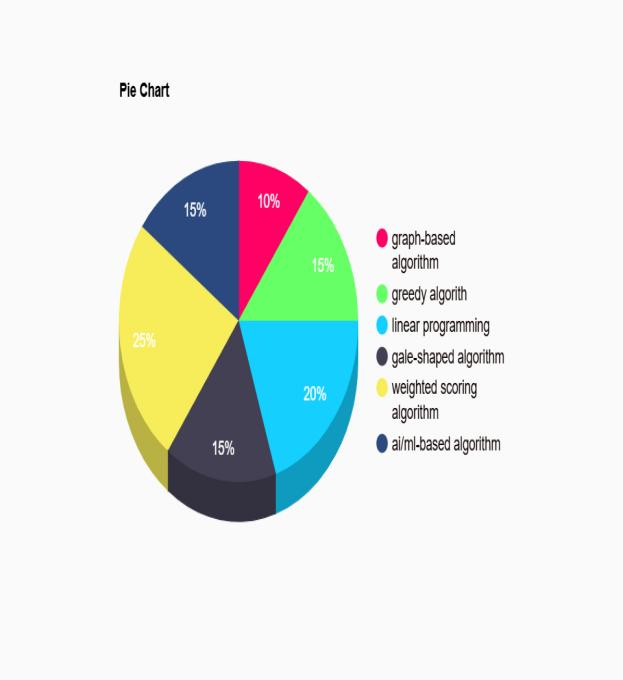 Pie Chart
15%
10%
15%
25%
20%
15%
graph-based
algorithm
greedy algorith
linear programming
gale-shaped algorithm
weighted scoring
algorithm
ai/ml-based algorithm